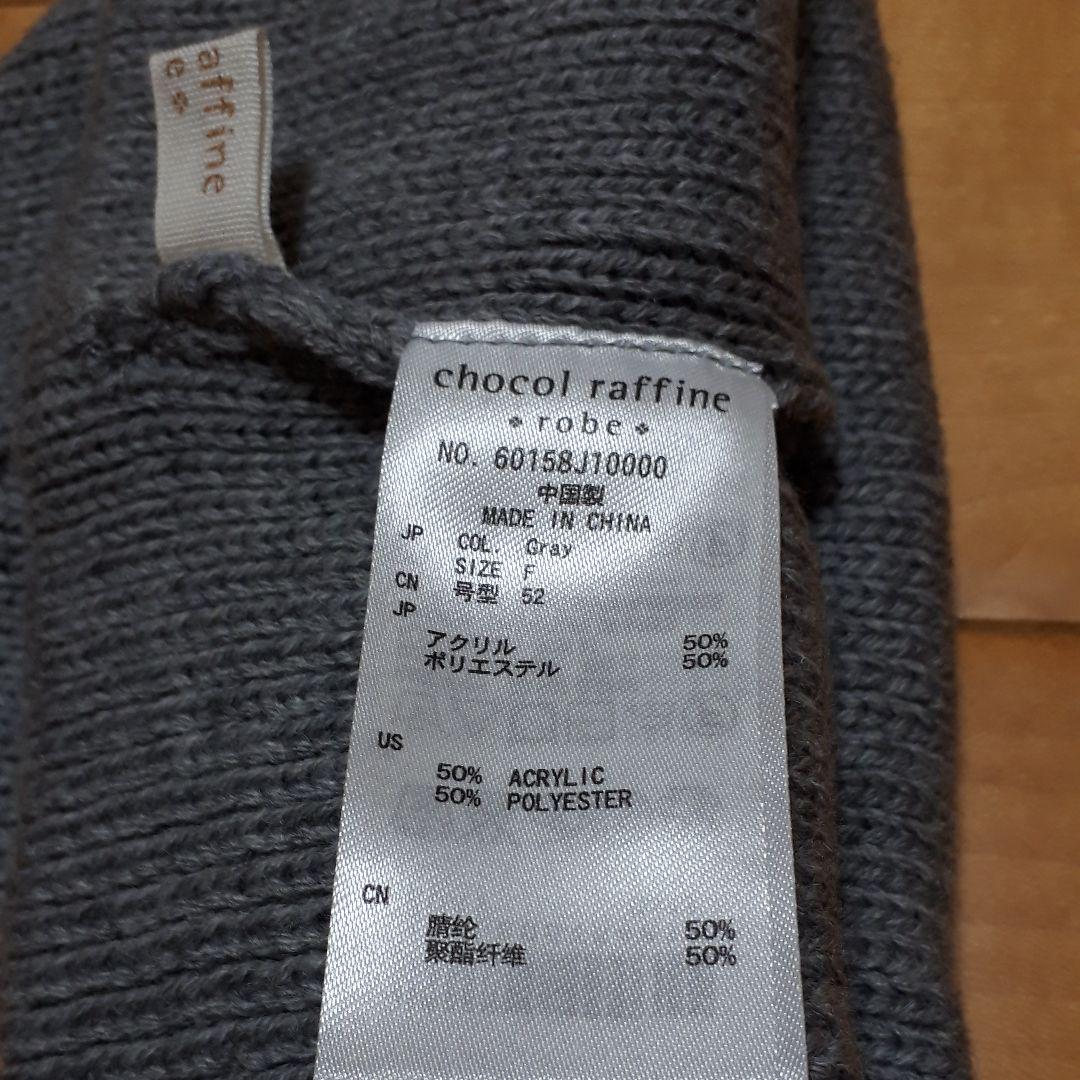 affine
e
chocol raffine
robe
NO. 60158J10000
中国製
MADE IN CHINA
JP COL. Gray
SIZE F
CN 号型 52
JP
アクリル 50%
ポリエステル 50%
US
50% ACRYLIC
50% POLYESTER
CN
腈纶 50%
聚酯纤维 50%